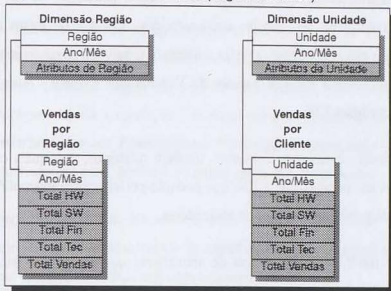 Dimensão Região
Região
Ano/Mês
Atributos de Região
Vendas
por
Região
Região
Ano/Mês
Total HW
Total SW
Total Fin
Total Tec
Total Vendas
Dimensão Unidade
Unidade
Ano/Mês
Atributos de Unidade
Vendas
por
Cliente
Unidade
Ano/Mês
Total HW
Total SW
Total Fin
Total Tec
Total Vendas